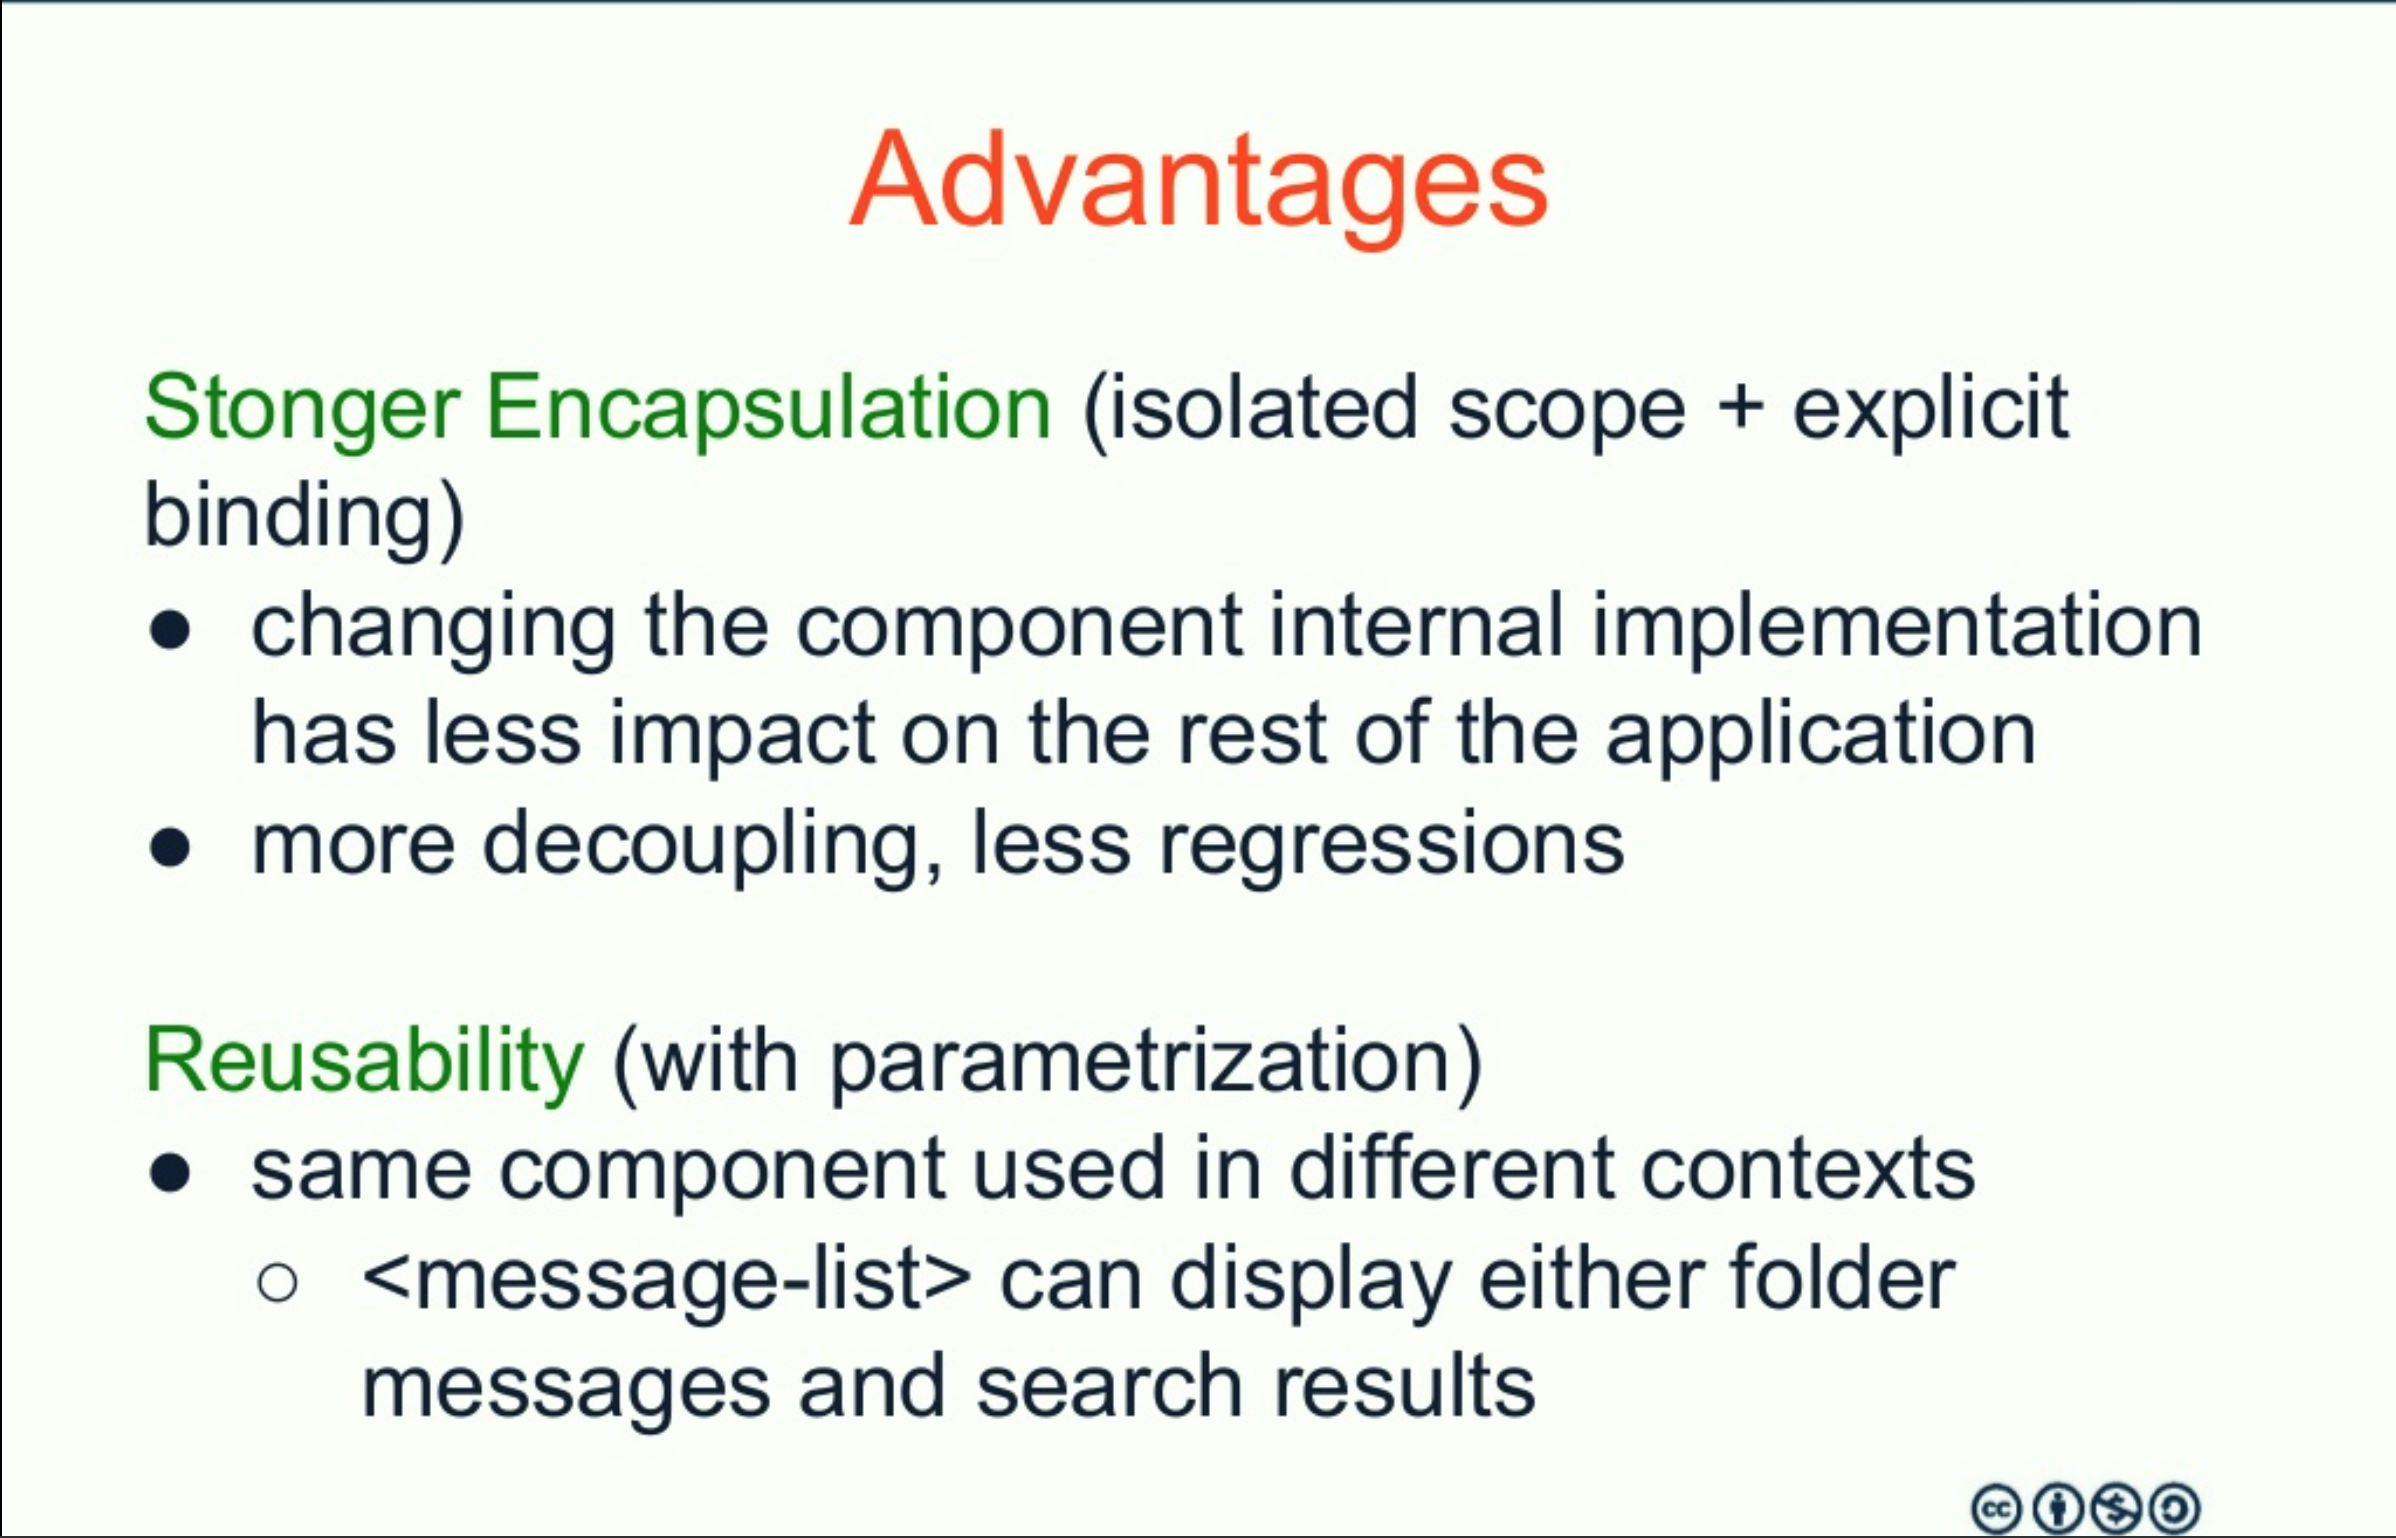 Advantages
Stonger Encapsulation (isolated scope + explicit
binding)
● changing the component internal implementation
has less impact on the rest of the application
● more decoupling, less regressions
Reusability (with parametrization)
● same component used in different contexts
○ <message-list> can display either folder
messages and search results
cc